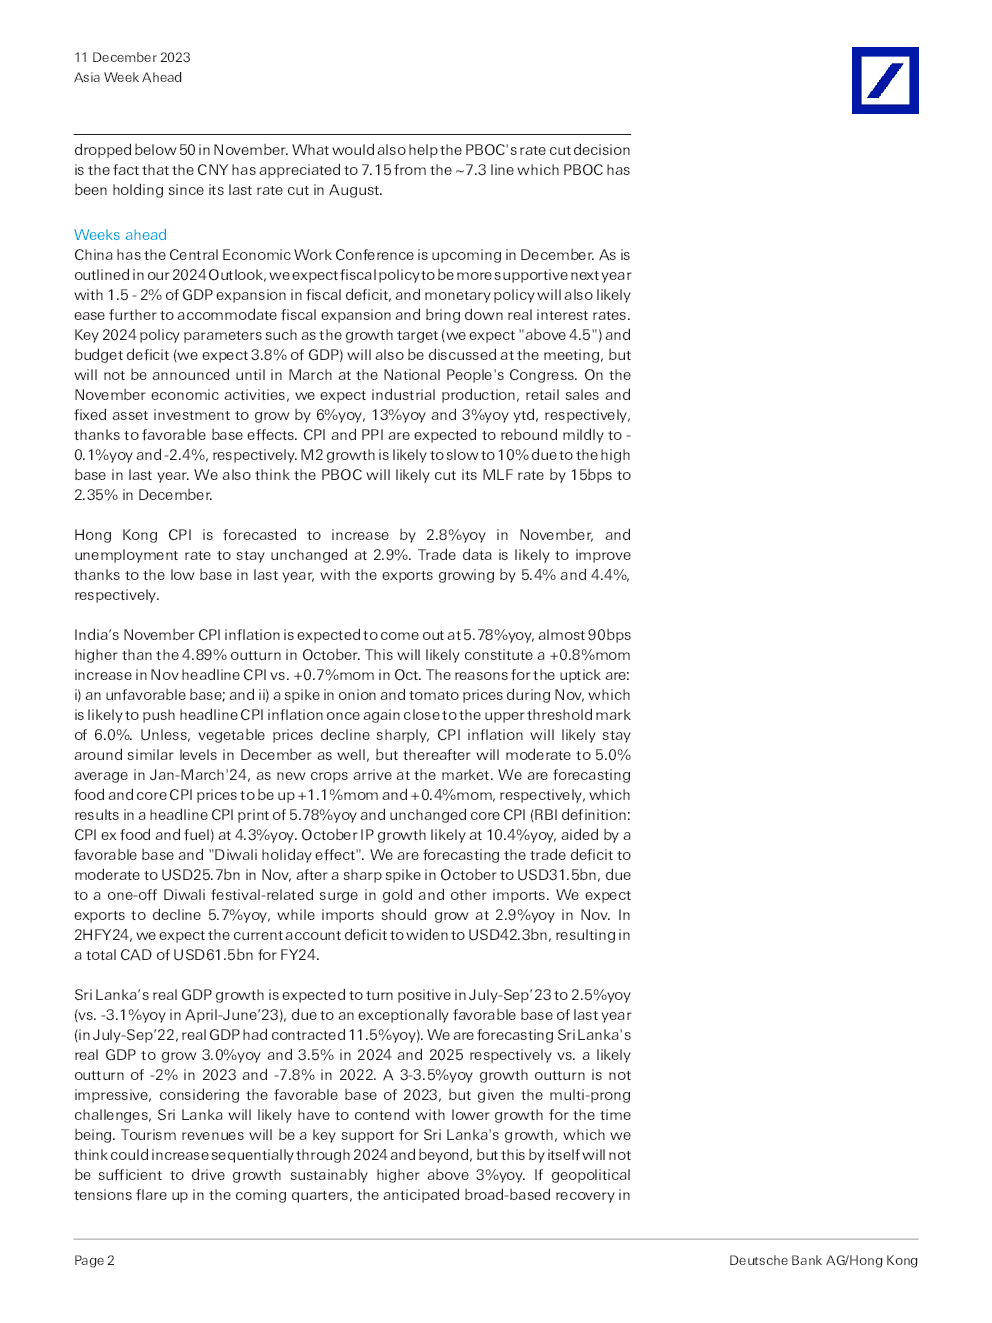 11 December 2023
Asia Week Ahead
dropped below 50 in November. What would also help the PBOC's rate cut decision
is the fact that the CNY has appreciated to 7.15 from the ~7.3 line which PBOC has
been holding since its last rate cut in August.
Weeks ahead
China has the Central Economic Work Conference is upcoming in December. As is
outlined in our 2024 Outlook, we expect fiscal policy to be more supportive next year
with 1.5 - 2% of GDP expansion in fiscal deficit, and monetary policy will also likely
ease further to accommodate fiscal expansion and bring down real interest rates.
Key 2024 policy parameters such as the growth target (we expect "above 4.5") and
budget deficit (we expect 3.8% of GDP) will also be discussed at the meeting, but
will not be announced until in March at the National People's Congress. On the
November economic activities, we expect industrial production, retail sales and
fixed asset investment to grow by 6%yoy, 13%yoy and 3%yoy ytd, respectively,
thanks to favorable base effects. CPI and PPI are expected to rebound mildly to -
0.1%yoy and -2.4%, respectively. M2 growth is likely to slow to 10% due to the high
base in last year. We also think the PBOC will likely cut its MLF rate by 15bps to
2.35% in December.
Hong Kong CPI is forecasted to increase by 2.8%yoy in November, and
unemployment rate to stay unchanged at 2.9%. Trade data is likely to improve
thanks to the low base in last year, with the exports growing by 5.4% and 4.4%,
respectively.
India’s November CPI inflation is expected to come out at 5.78%yoy, almost 90bps
higher than the 4.89% outturn in October. This will likely constitute a +0.8%mom
increase in Nov headline CPI vs. +0.7%mom in Oct. The reasons for the uptick are:
i) an unfavorable base; and ii) a spike in onion and tomato prices during Nov, which
is likely to push headline CPI inflation once again close to the upper threshold mark
of 6.0%. Unless, vegetable prices decline sharply, CPI inflation will likely stay
around similar levels in December as well, but thereafter will moderate to 5.0%
average in Jan-March'24, as new crops arrive at the market. We are forecasting
food and core CPI prices to be up +1.1%mom and +0.4%mom, respectively, which
results in a headline CPI print of 5.78%yoy and unchanged core CPI (RBI definition:
CPI ex food and fuel) at 4.3%yoy. October IP growth likely at 10.4%yoy, aided by a
favorable base and "Diwali holiday effect". We are forecasting the trade deficit to
moderate to USD25.7bn in Nov, after a sharp spike in October to USD31.5bn, due
to a one-off Diwali festival-related surge in gold and other imports. We expect
exports to decline 5.7%yoy, while imports should grow at 2.9%yoy in Nov. In
2HFY24, we expect the current account deficit to widen to USD42.3bn, resulting in
a total CAD of USD61.5bn for FY24.
Sri Lanka’s real GDP growth is expected to turn positive in July-Sep’23 to 2.5%yoy
(vs. -3.1%yoy in April-June’23), due to an exceptionally favorable base of last year
(in July-Sep’22, real GDP had contracted 11.5%yoy). We are forecasting Sri Lanka's
real GDP to grow 3.0%yoy and 3.5% in 2024 and 2025 respectively vs. a likely
outturn of -2% in 2023 and -7.8% in 2022. A 3-3.5%yoy growth outturn is not
impressive, considering the favorable base of 2023, but given the multi-prong
challenges, Sri Lanka will likely have to contend with lower growth for the time
being. Tourism revenues will be a key support for Sri Lanka's growth, which we
think could increase sequentially through 2024 and beyond, but this by itself will not
be sufficient to drive growth sustainably higher above 3%yoy. If geopolitical
tensions flare up in the coming quarters, the anticipated broad-based recovery in
Page 2
Deutsche Bank AG/Hong Kong